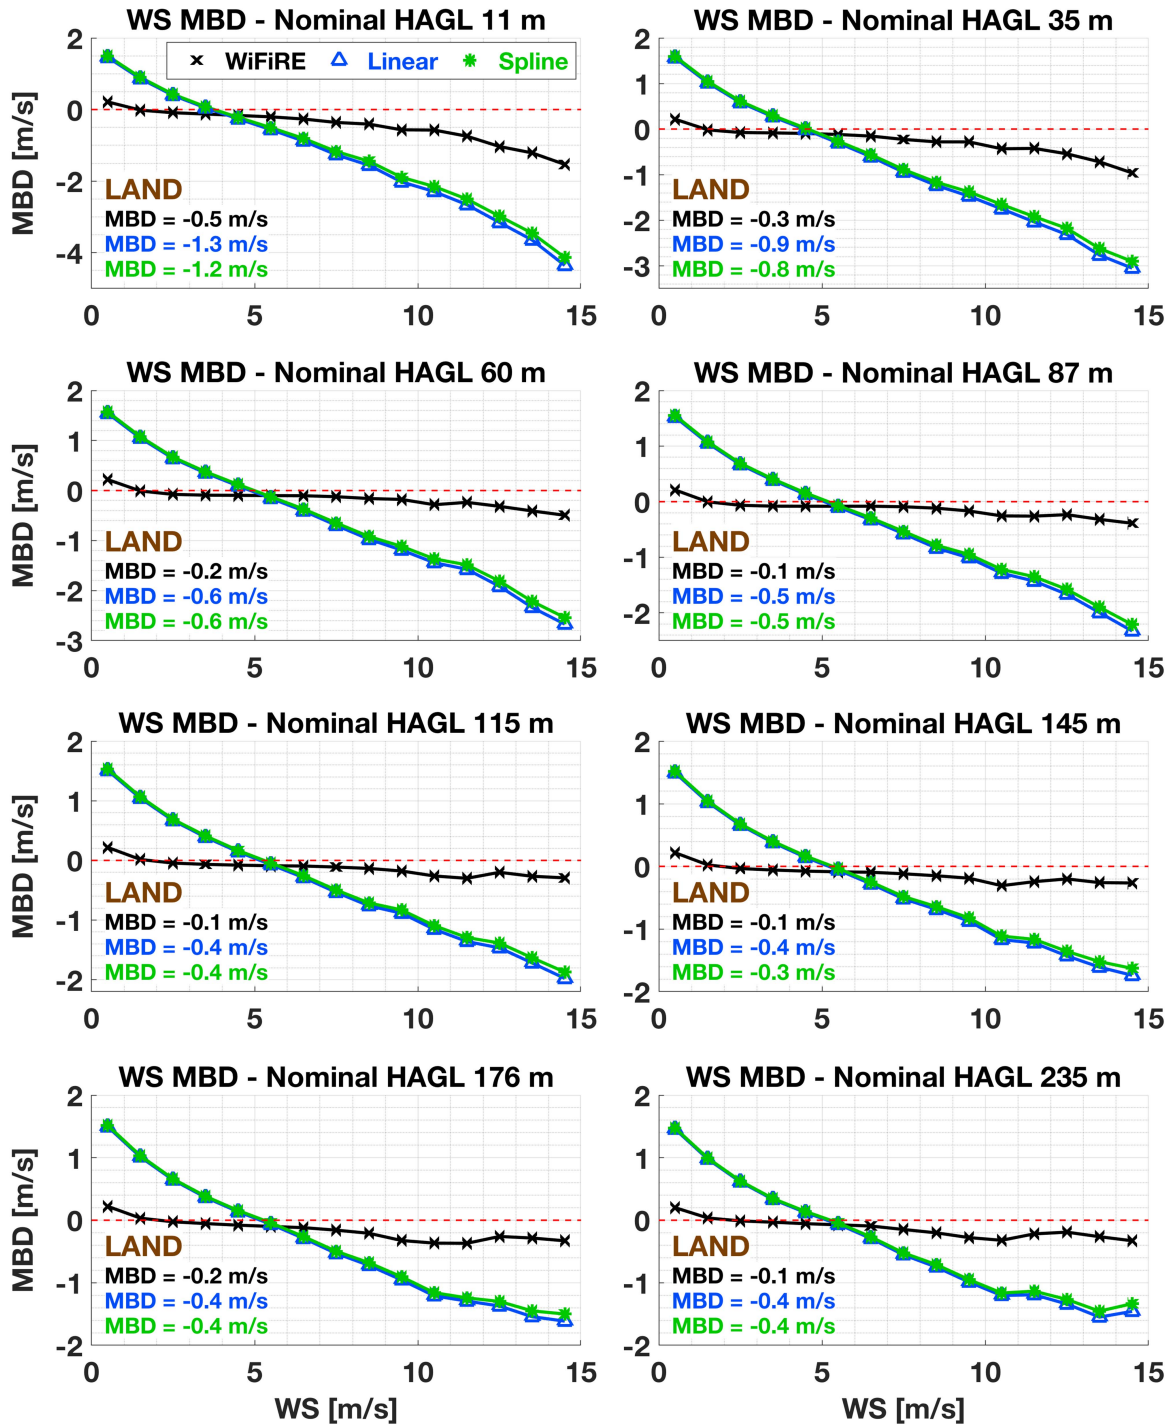 WS MBD - Nominal HAGL 11 m
2
0
-2
-4
MBD [m/s]
WiFiRE Linear Spline
LAND
MBD = -0.5 m/s
MBD = -1.3 m/s
MBD = -1.2 m/s
0 5 10 15
WS MBD - Nominal HAGL 35 m
2
1
0
-1
-2
-3
LAND
MBD = -0.3 m/s
MBD = -0.9 m/s
MBD = -0.8 m/s
0 5 10 15
WS MBD - Nominal HAGL 60 m
2
1
0
-1
-2
-3
MBD [m/s]
LAND
MBD = -0.2 m/s
MBD = -0.6 m/s
MBD = -0.6 m/s
0 5 10 15
WS MBD - Nominal HAGL 87 m
2
1
0
-1
-2
LAND
MBD = -0.1 m/s
MBD = -0.5 m/s
MBD = -0.5 m/s
0 5 10 15
WS MBD - Nominal HAGL 115 m
2
1
0
-1
-2
MBD [m/s]
LAND
MBD = -0.1 m/s
MBD = -0.4 m/s
MBD = -0.4 m/s
0 5 10 15
WS MBD - Nominal HAGL 145 m
2
1
0
-1
-2
LAND
MBD = -0.1 m/s
MBD = -0.4 m/s
MBD = -0.3 m/s
0 5 10 15
WS MBD - Nominal HAGL 176 m
2
1
0
-1
-2
MBD [m/s]
LAND
MBD = -0.2 m/s
MBD = -0.4 m/s
MBD = -0.4 m/s
0 5 10 15
WS [m/s]
WS MBD - Nominal HAGL 235 m
2
1
0
-1
-2
LAND
MBD = -0.1 m/s
MBD = -0.4 m/s
MBD = -0.4 m/s
0 5 10 15
WS [m/s]